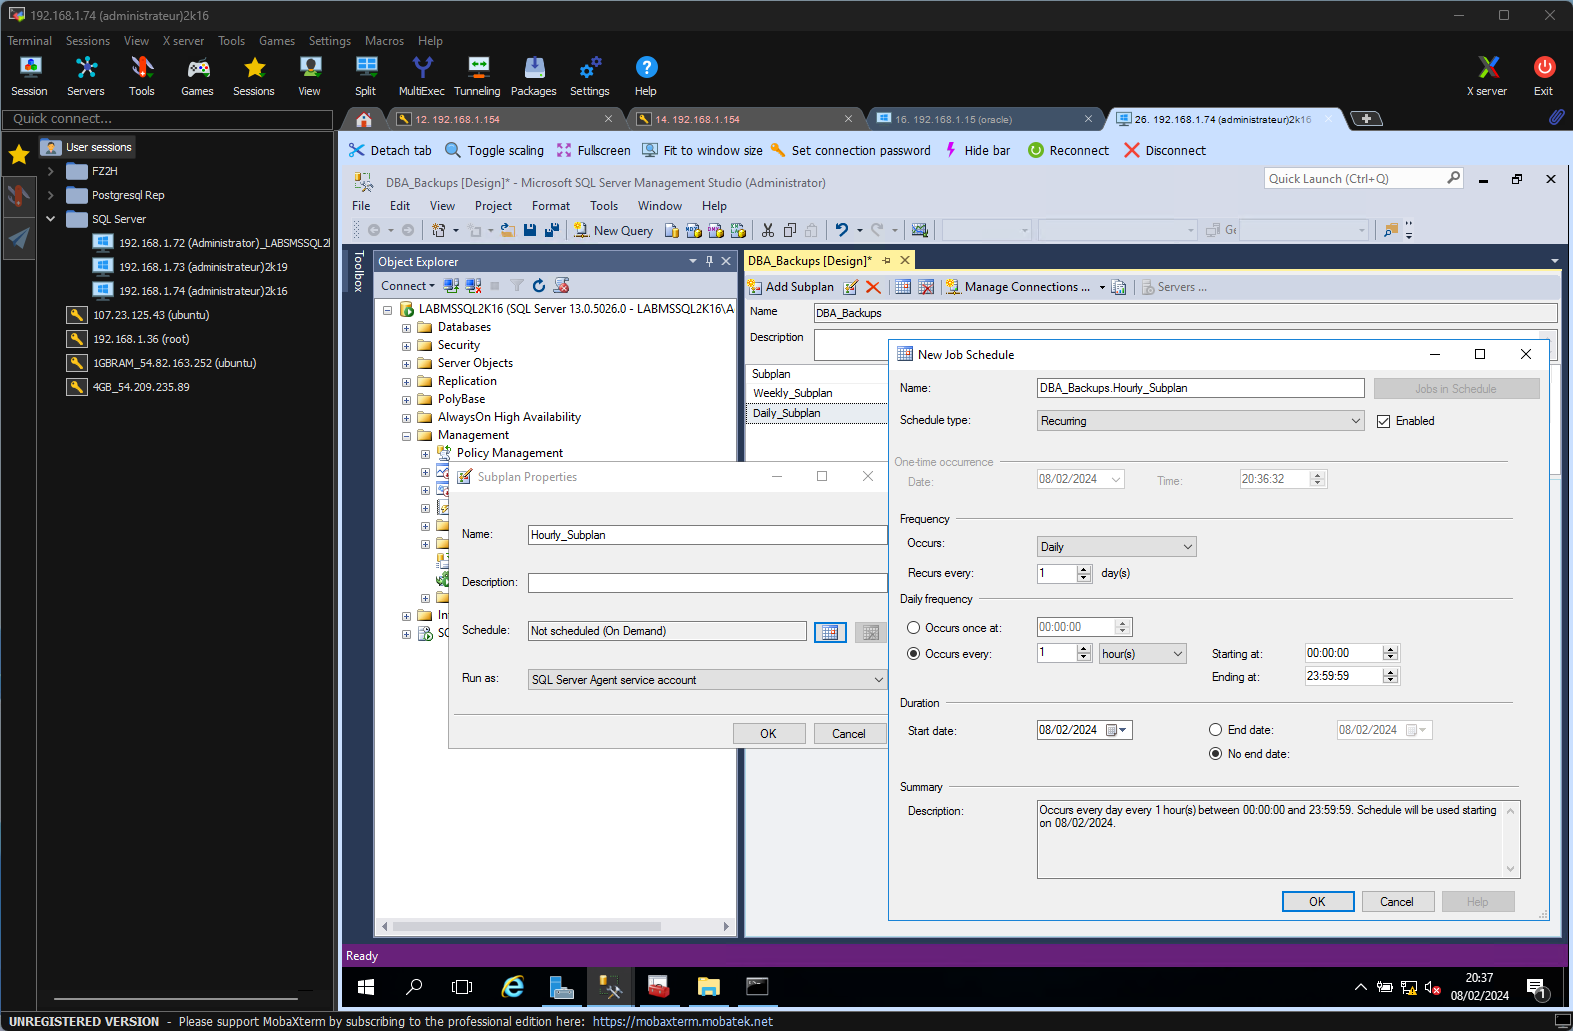 192.168.1.74 (administrateur)2k16
Terminal Sessions View X server Tools Games Settings Macros Help
Session Servers Tools Games Sessions View Split MultiExec Tunneling Packages Settings Help X server Exit
Quick connect...
12. 192.168.1.154
14. 192.168.1.154
16. 192.168.1.15 (oracle)
26. 192.168.1.74 (administrateur)2k16
Detach tab Toggle scaling Fullscreen Fit to window size Set connection password Hide bar Reconnect Disconnect
User sessions
FZ2H
Postgresql Rep
SQL Server
192.168.1.72 (Administrator)_LABSMSSQL2
192.168.1.73 (administrateur)2k19
192.168.1.74 (administrateur)2k16
107.23.125.43 (ubuntu)
192.168.1.36 (root)
1GBRAM_54.82.163.252 (ubuntu)
4GB_54.209.235.89
DBA_Backups [Design]* - Microsoft SQL Server Management Studio (Administrator)
Quick Launch (Ctrl+Q)
File Edit View Project Format Tools Window Help
New Query
Toolbox
Object Explorer
Connect
LABMSSQL2K16 (SQL Server 13.0.5026.0 - LABMSSQL2K16\A
Databases
Security
Server Objects
Replication
PolyBase
AlwaysOn High Availability
Management
Policy Management
In
SQ
DBA_Backups [Design]*
Add Subplan Manage Connections ... Servers ...
Name DBA_Backups
Description
Subplan
Weekly_Subplan
Daily_Subplan
Subplan Properties
Name: Hourly_Subplan
Description:
Schedule: Not scheduled (On Demand)
Run as: SQL Server Agent service account
OK Cancel
New Job Schedule
Name: DBA_Backups.Hourly_Subplan Jobs in Schedule
Schedule type: Recurring Enabled
One-time occurrence
Date: 08/02/2024 Time: 20:36:32
Frequency
Occurs: Daily
Recurs every: 1 day(s)
Daily frequency
Occurs once at: 00:00:00
Occurs every: 1 hour(s) Starting at: 00:00:00
Ending at: 23:59:59
Duration
Start date: 08/02/2024 End date: 08/02/2024
No end date:
Summary
Description: Occurs every day every 1 hour(s) between 00:00:00 and 23:59:59. Schedule will be used starting
on 08/02/2024.
OK Cancel Help
Ready
20:37
08/02/2024
1
UNREGISTERED VERSION - Please support MobaXterm by subscribing to the professional edition here: https://mobaxterm.mobatek.net